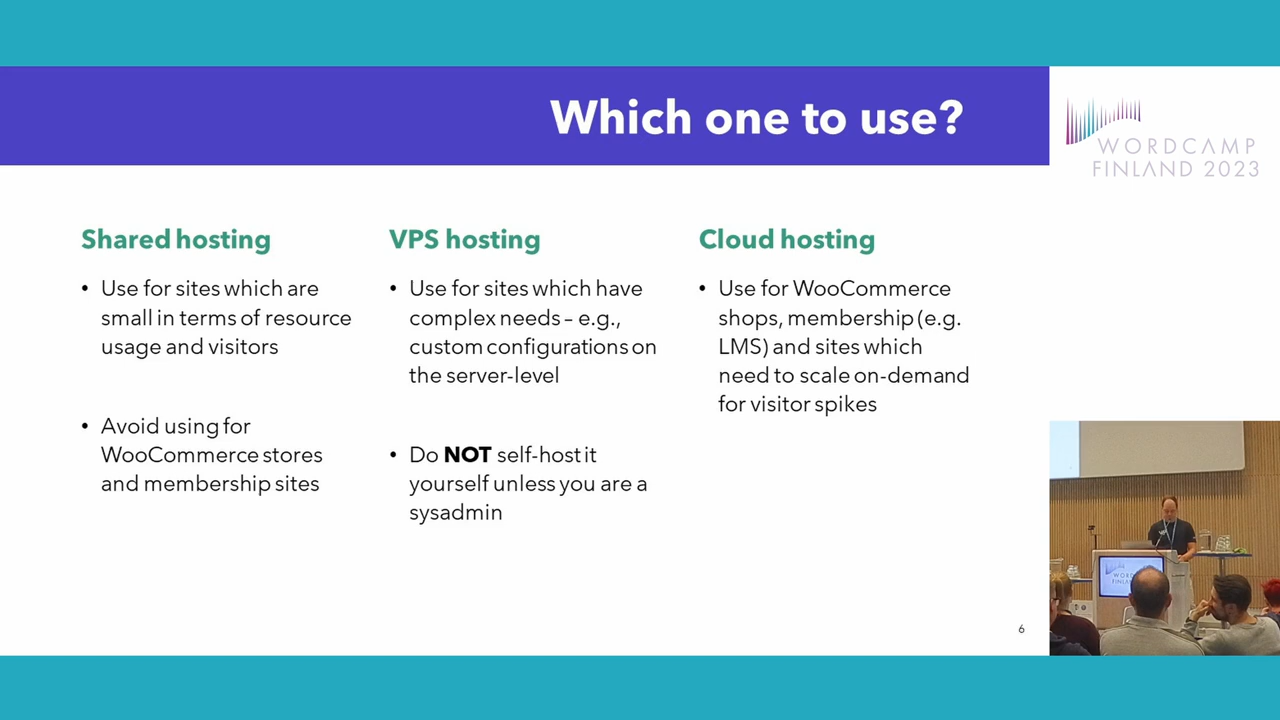 Which one to use?
WORDCAMP
FINLAND 2023
Shared hosting
• Use for sites which are
small in terms of resource
usage and visitors
• Avoid using for
WooCommerce stores
and membership sites
VPS hosting
• Use for sites which have
complex needs – e.g.,
custom configurations on
the server-level
• Do NOT self-host it
yourself unless you are a
sysadmin
Cloud hosting
• Use for WooCommerce
shops, membership (e.g.
LMS) and sites which
need to scale on-demand
for visitor spikes
6